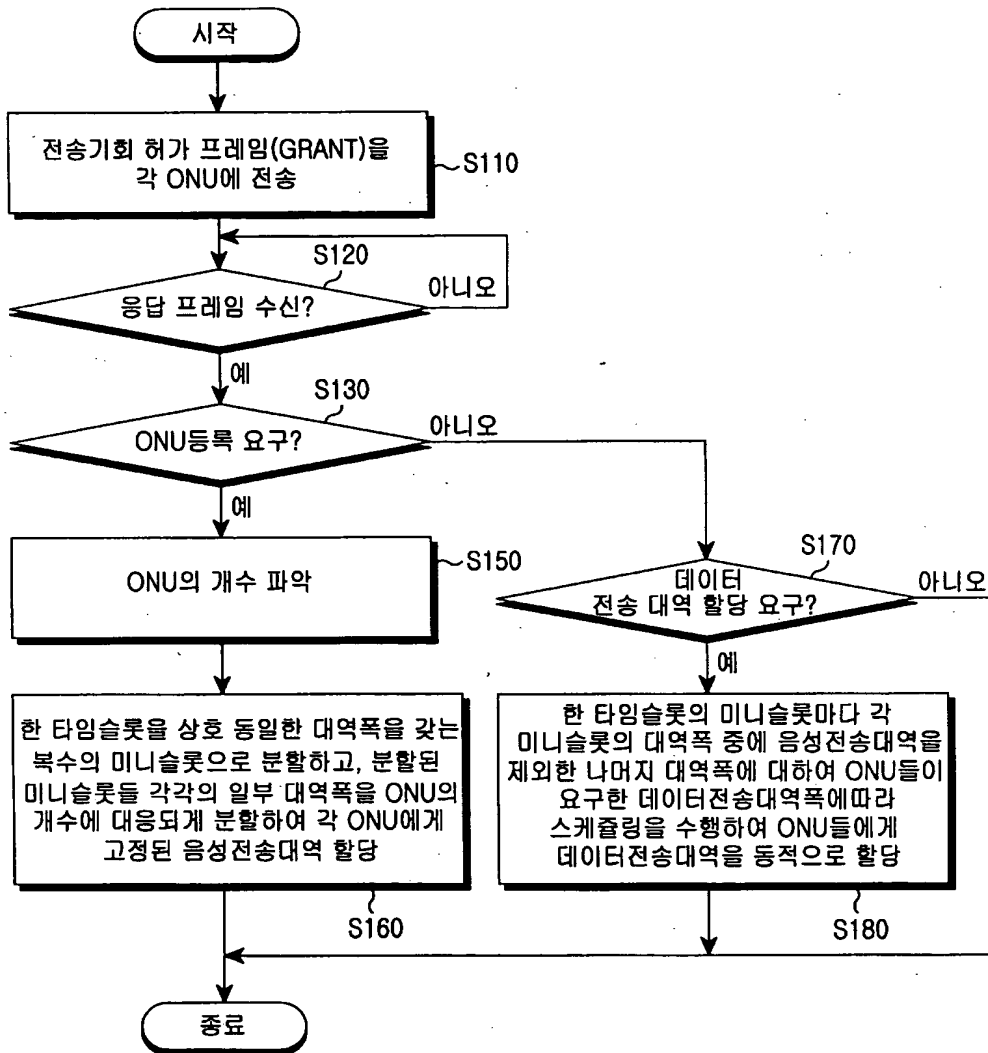 시작
전송기회 허가 프레임(GRANT)을
각 ONU에 전송
S110
S120
응답 프레임 수신?
아니오
예
S130
ONU등록 요구?
아니오
예
S150
ONU의 개수 파악
S170
데이터
전송 대역 할당 요구?
아니오
예
한 타임슬롯을 상호 동일한 대역폭을 갖는
복수의 미니슬롯으로 분할하고, 분할된
미니슬롯들 각각의 일부 대역폭을 ONU의
개수에 대응되게 분할하여 각 ONU에게
고정된 음성전송대역 할당
S160
한 타임슬롯의 미니슬롯마다 각
미니슬롯의 대역폭 중에 음성전송대역을
제외한 나머지 대역폭에 대하여 ONU들이
요구한 데이터전송대역폭에따라
스케쥴링을 수행하여 ONU들에게
데이터전송대역을 동적으로 할당
S180
종료